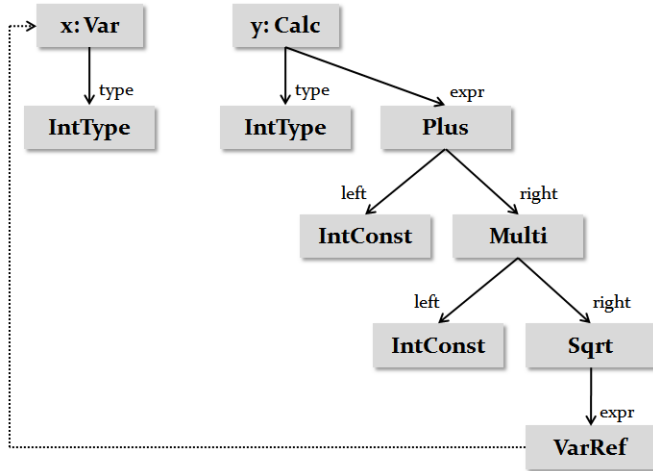 x: Var
y: Calc
type
type
expr
IntType
IntType
Plus
left
right
IntConst
Multi
left
right
IntConst
Sqrt
expr
VarRef